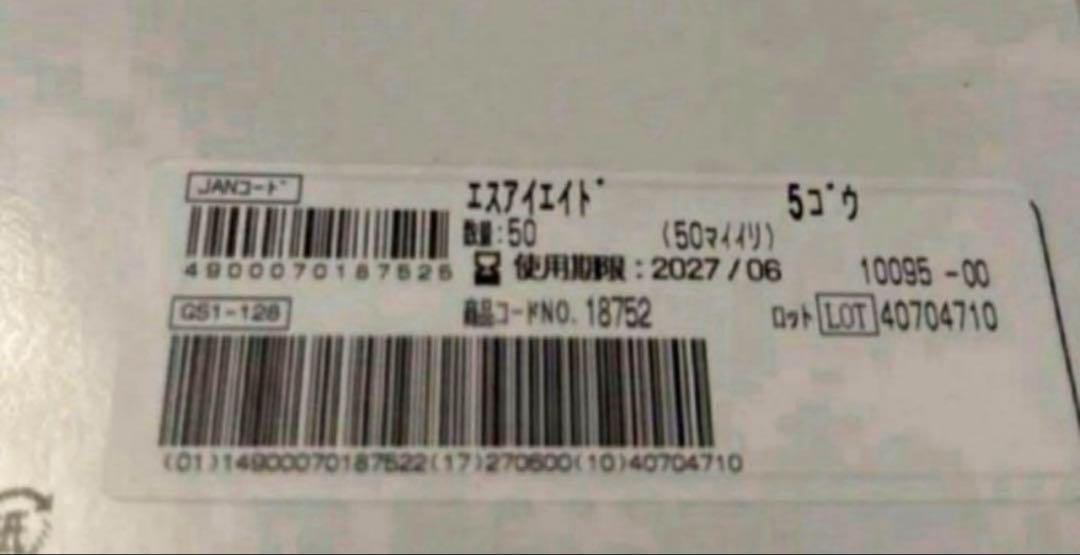 JANコード
エスアイエイド 5ゴウ
数量:50 (50マイイリ)
4900070187525
使用期限:2027/06 10095-00
GS1-128
商品コードNO.18752 ロット LOT 40704710
(01)14900070187522(17)270600(10)40704710
紙